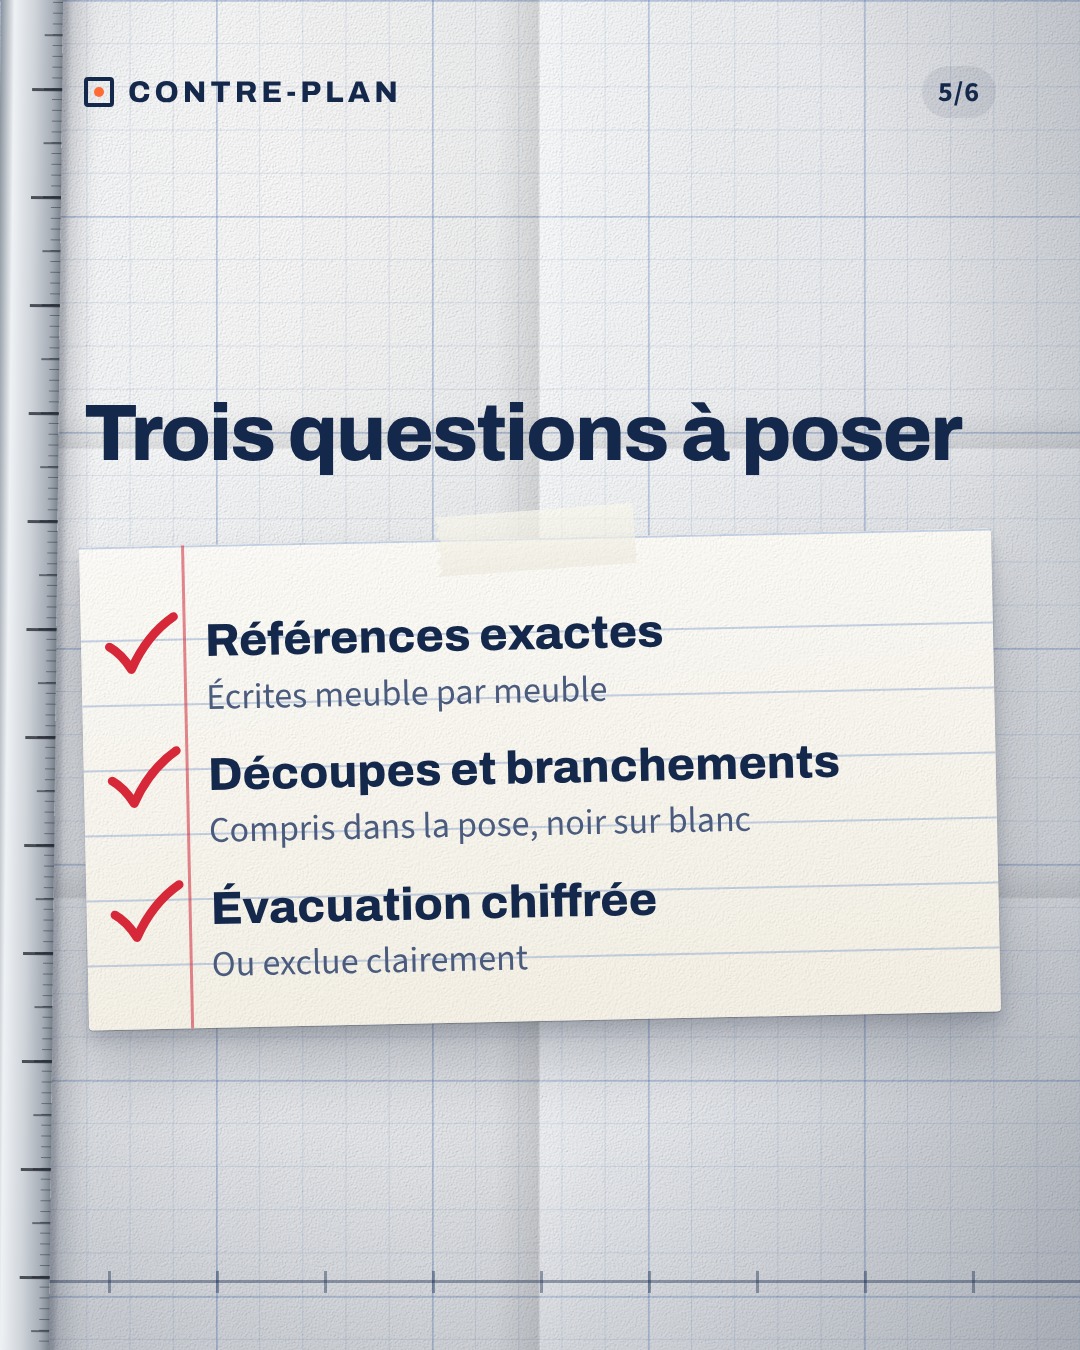 CONTRE-PLAN
5/6
Trois questions à poser
Références exactes
Écrites meuble par meuble
Découpes et branchements
Compris dans la pose, noir sur blanc
Évacuation chiffrée
Ou exclue clairement